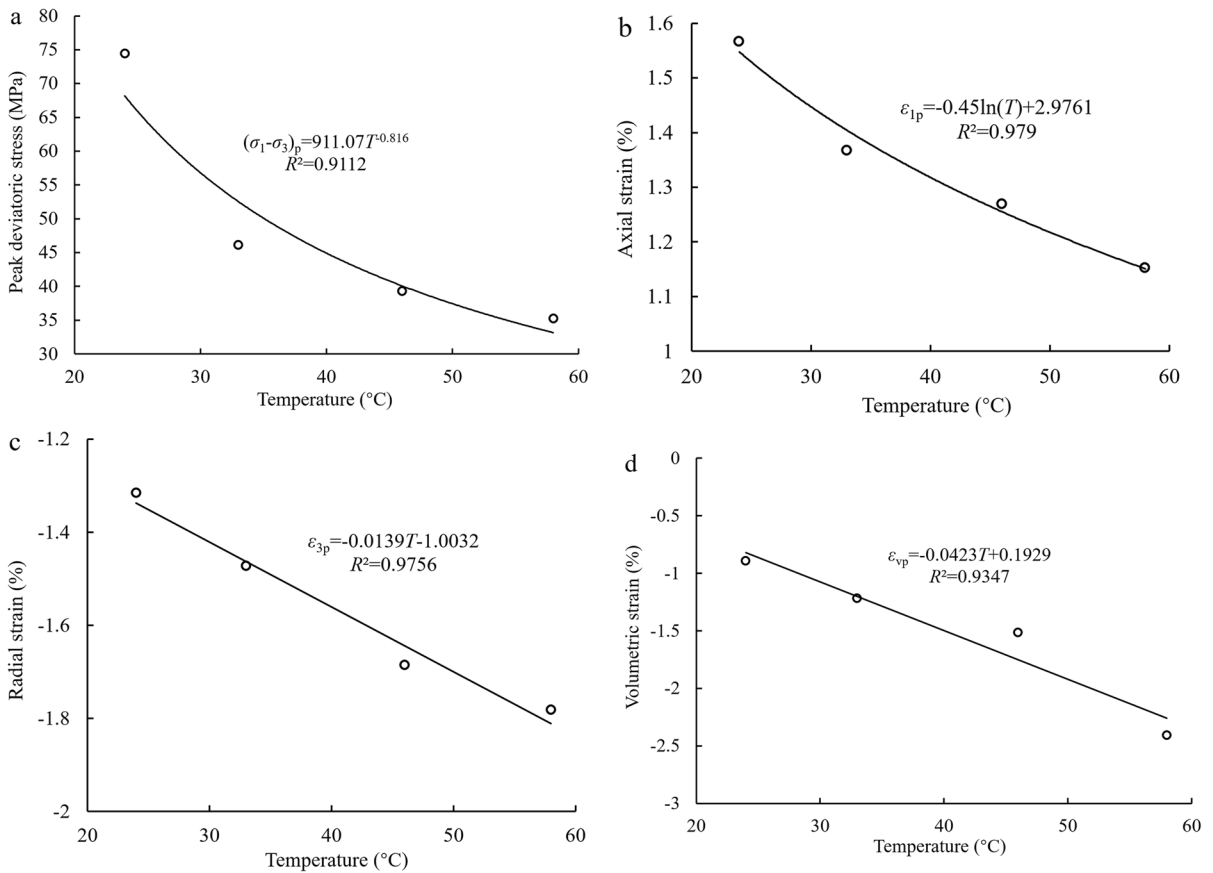 a
80
75
70
65
60
55
50
45
40
35
30
Peak deviatoric stress (MPa)
(σ₁-σ₃)ₚ=911.07T⁻⁰·⁸¹⁶
R²=0.9112
20 30 40 50 60
Temperature (°C)
b
1.6
1.5
1.4
1.3
1.2
1.1
1
Axial strain (%)
ε₁ₚ=-0.45ln(T)+2.9761
R²=0.979
20 30 40 50 60
Temperature (°C)
c
-1.2
-1.4
-1.6
-1.8
-2
Radial strain (%)
ε₃ₚ=-0.0139T-1.0032
R²=0.9756
20 30 40 50 60
Temperature (°C)
d
0
-0.5
-1
-1.5
-2
-2.5
-3
Volumetric strain (%)
εᵥₚ=-0.0423T+0.1929
R²=0.9347
20 30 40 50 60
Temperature (°C)